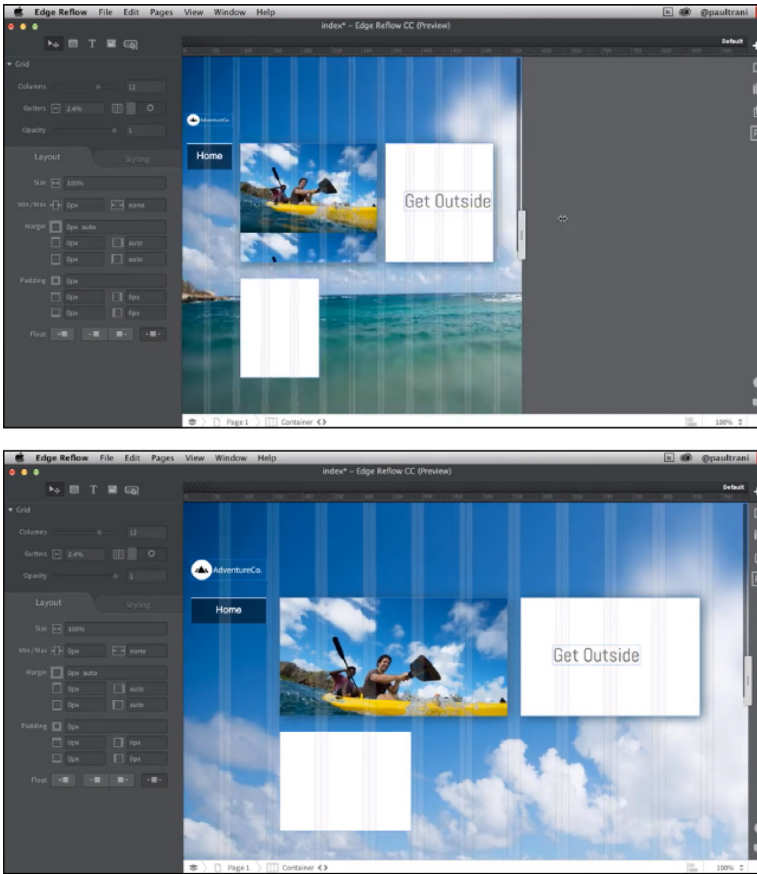 Edge Reflow File Edit Pages View Window Help @paultrani
index* – Edge Reflow CC (Preview)
Default
Grid
Columns 12
Gutters 2.4%
Opacity 1
Layout Styling
Size 100%
Min/Max 0px none
Margin 0px auto
0px auto
0px auto
Padding 0px
0px 0px
0px 0px
Float
AdventureCo.
Home
Get Outside
Page 1 Container 100%
Edge Reflow File Edit Pages View Window Help @paultrani
index* – Edge Reflow CC (Preview)
Default
Grid
Columns 12
Gutters 2.4%
Opacity 1
Layout Styling
Size 100%
Min/Max 0px none
Margin 0px auto
0px auto
0px auto
Padding 0px
0px 0px
0px 0px
Float
AdventureCo.
Home
Get Outside
Page 1 Container 100%